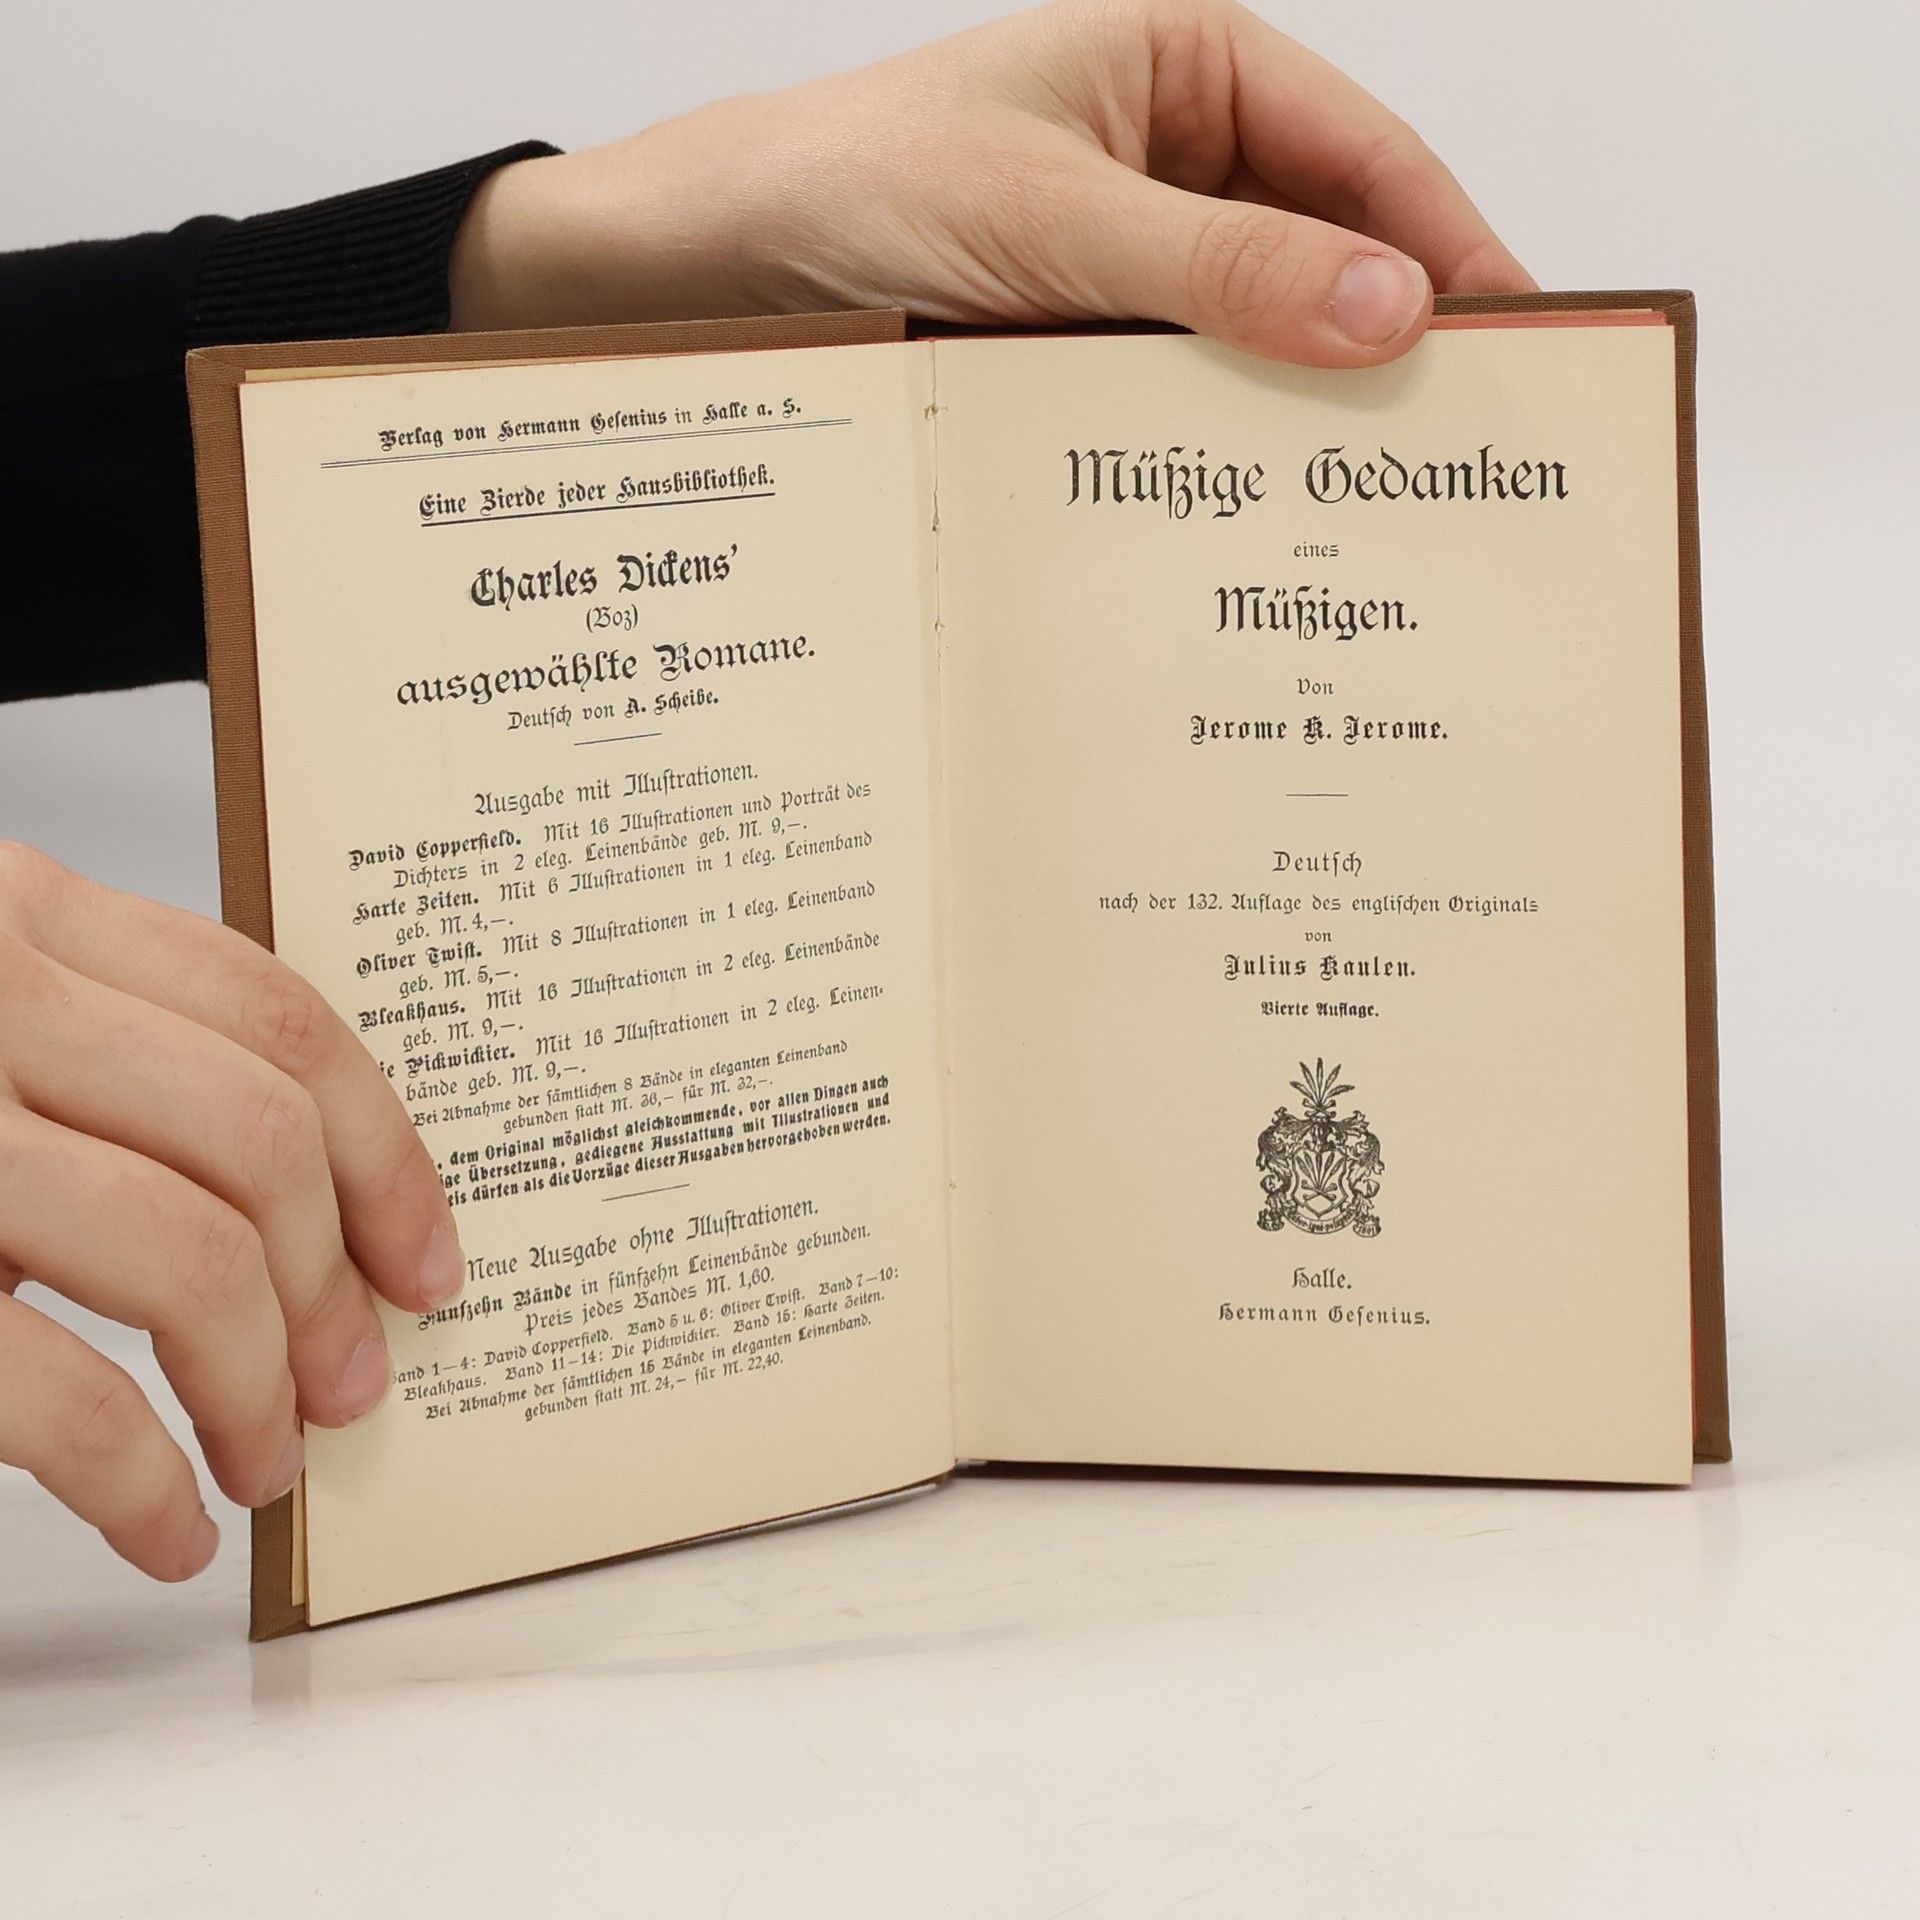 Verlag von Hermann Geſenius in Halle a. S.
Eine Zierde jeder Hausbibliothek.
Charles Dickens'
(Boz)
ausgewählte Romane.
Deutſch von A. Scheibe.
Ausgabe mit Illuſtrationen.
David Copperfield. Mit 16 Illuſtrationen und Porträt des
Dichters in 2 eleg. Leinenbände geb. M. 9,—.
Harte Zeiten. Mit 6 Illuſtrationen in 1 eleg. Leinenband
geb. M. 4,—.
Oliver Twiſt. Mit 8 Illuſtrationen in 1 eleg. Leinenband
geb. M. 5,—.
Bleakhaus. Mit 16 Illuſtrationen in 2 eleg. Leinenbände
geb. M. 9,—.
ie Pickwickier. Mit 16 Illuſtrationen in 2 eleg. Leinen-
bände geb. M. 9,—.
Bei Abnahme der ſämtlichen 8 Bände in eleganten Leinenband
gebunden ſtatt M. 36,— für M. 32,—.
, dem Original möglichst gleichkommende, vor allen Dingen auch
ige Übersetzung, gediegene Ausstattung mit Illustrationen und
eis dürfen als die Vorzüge dieser Ausgaben hervorgehoben werden.
Neue Ausgabe ohne Illuſtrationen.
Fünfzehn Bände in fünfzehn Leinenbände gebunden.
Preis jedes Bandes M. 1,60.
Band 1—4: David Copperfield. Band 5 u. 6: Oliver Twiſt. Band 7—10:
Bleakhaus. Band 11—14: Die Pickwickier. Band 15: Harte Zeiten.
Bei Abnahme der ſämtlichen 15 Bände in eleganten Leinenband.
gebunden ſtatt M. 24,— für M. 22,40.
Müßige Gedanken
eines
Müßigen.
Von
Jerome K. Jerome.
Deutſch
nach der 132. Auflage des engliſchen Originals
von
Julius Kaulen.
Vierte Auflage.
Halle.
Hermann Geſenius.